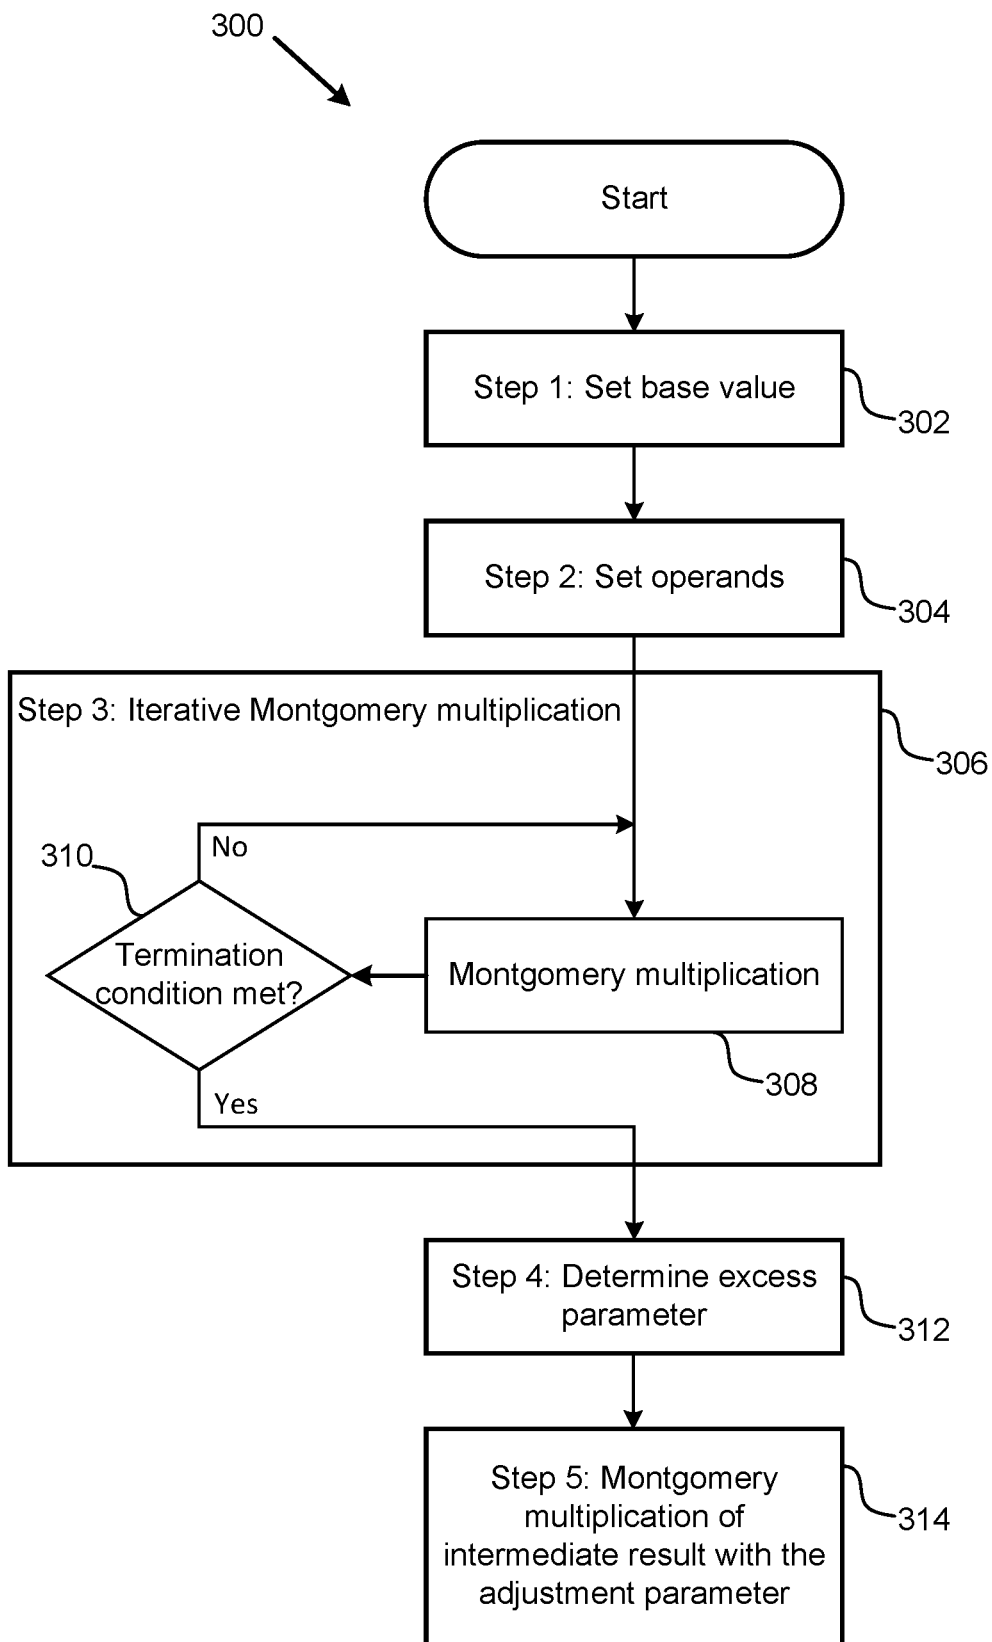 300
Start
Step 1: Set base value
302
Step 2: Set operands
304
Step 3: Iterative Montgomery multiplication
306
No
310
Termination
condition met?
Montgomery multiplication
308
Yes
Step 4: Determine excess
parameter
312
Step 5: Montgomery
multiplication of
intermediate result with the
adjustment parameter
314